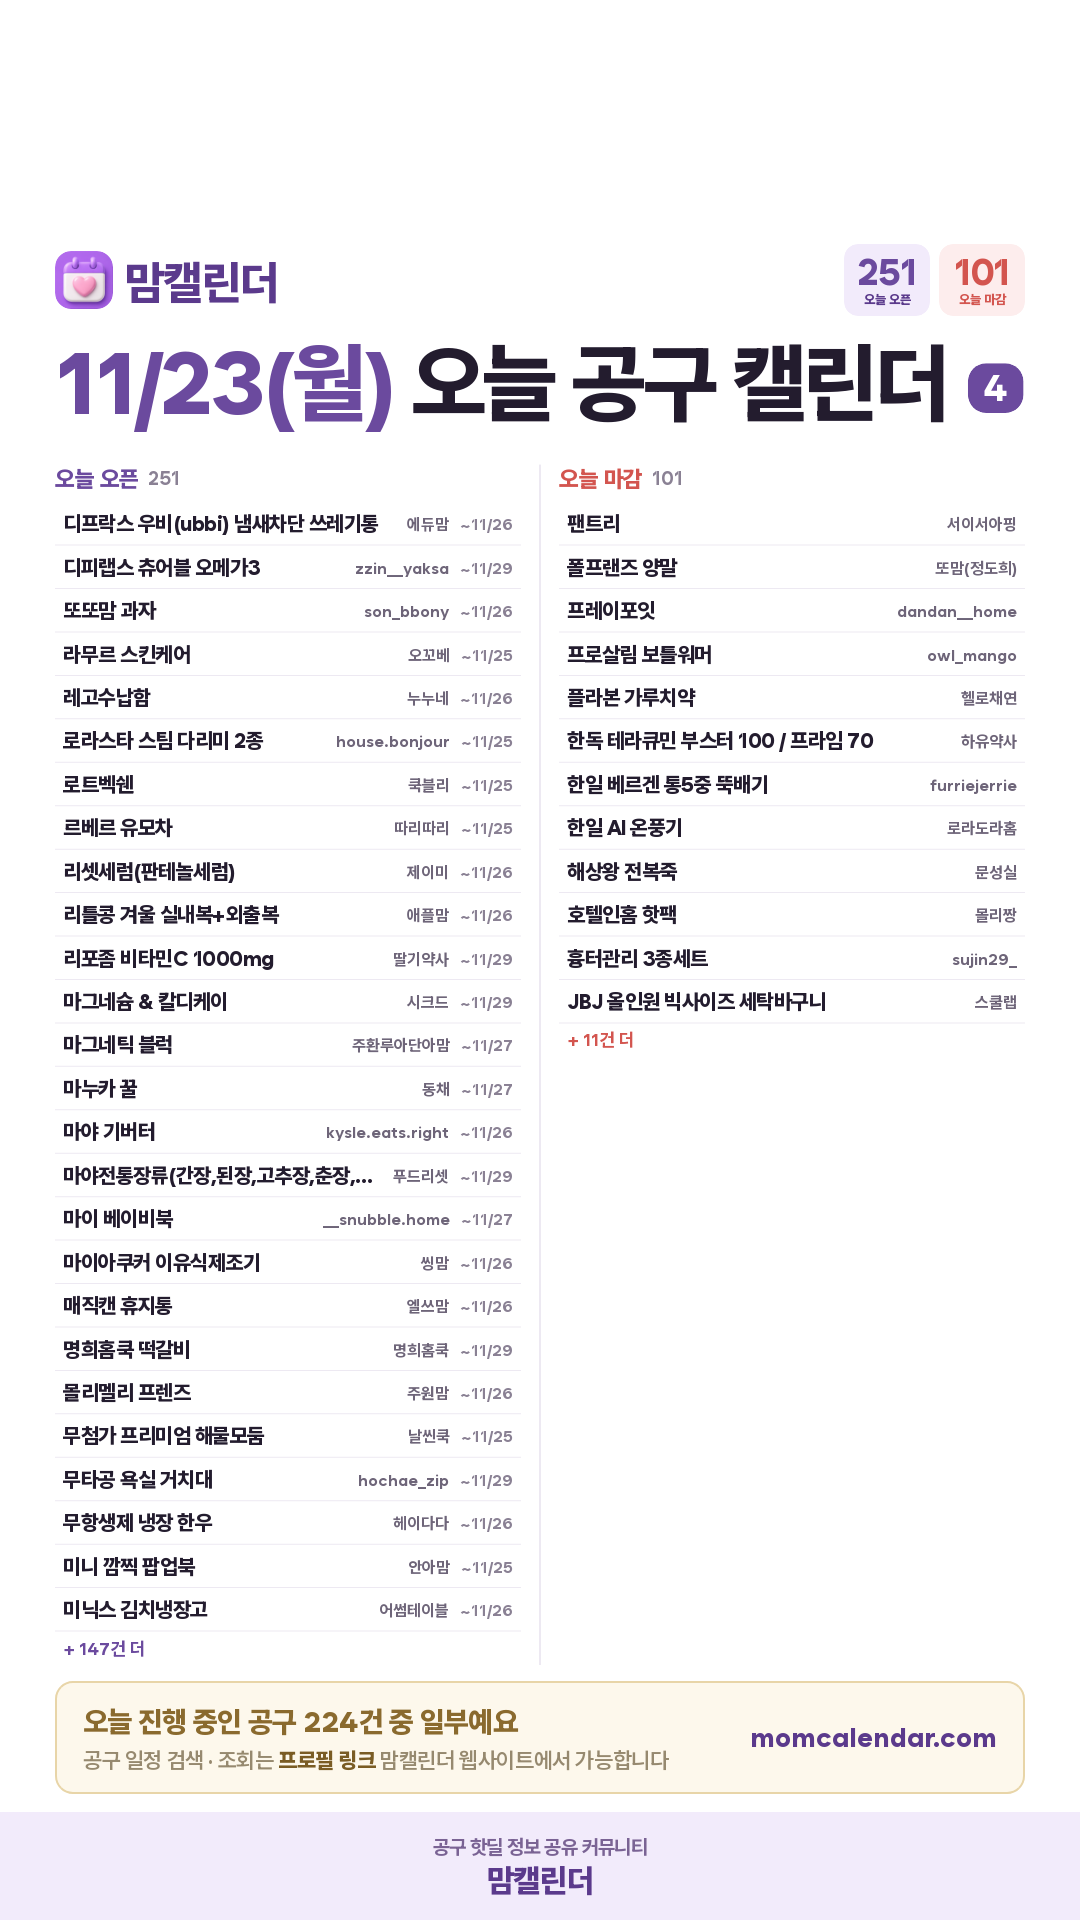 맘캘린더
251
오늘 오픈
101
오늘 마감
11/23(월) 오늘 공구 캘린더 4
오늘 오픈 251
디프락스 우비(ubbi) 냄새차단 쓰레기통 에듀맘 ~11/26
디피랩스 츄어블 오메가3 zzin__yaksa ~11/29
또또맘 과자 son_bbony ~11/26
라무르 스킨케어 오꼬베 ~11/25
레고수납함 누누네 ~11/26
로라스타 스팀 다리미 2종 house.bonjour ~11/25
로트벡쉔 쿡블리 ~11/25
르베르 유모차 따리따리 ~11/25
리셋세럼(판테놀세럼) 제이미 ~11/26
리틀콩 겨울 실내복+외출복 애플맘 ~11/26
리포좀 비타민C 1000mg 딸기약사 ~11/29
마그네슘 & 칼디케이 시크드 ~11/29
마그네틱 블럭 주환루아단아맘 ~11/27
마누카 꿀 동채 ~11/27
마야 기버터 kysle.eats.right ~11/26
마야전통장류(간장,된장,고추장,춘장,... 푸드리셋 ~11/29
마이 베이비북 __snubble.home ~11/27
마이아쿠커 이유식제조기 씽맘 ~11/26
매직캔 휴지통 엘쓰맘 ~11/26
명희홈쿡 떡갈비 명희홈쿡 ~11/29
몰리멜리 프렌즈 주원맘 ~11/26
무첨가 프리미엄 해물모둠 날씬쿡 ~11/25
무타공 욕실 거치대 hochae_zip ~11/29
무항생제 냉장 한우 헤이다다 ~11/26
미니 깜찍 팝업북 안아맘 ~11/25
미닉스 김치냉장고 어썸테이블 ~11/26
+ 147건 더
오늘 마감 101
팬트리 서이서아핑
폴프랜즈 양말 또맘(정도희)
프레이포잇 dandan__home
프로살림 보틀워머 owl_mango
플라본 가루치약 헬로채연
한독 테라큐민 부스터 100 / 프라임 70 하유약사
한일 베르겐 통5중 뚝배기 furriejerrie
한일 AI 온풍기 로라도라홈
해상왕 전복죽 문성실
호텔인홈 핫팩 몰리짱
흉터관리 3종세트 sujin29_
JBJ 올인원 빅사이즈 세탁바구니 스쿨랩
+ 11건 더
오늘 진행 중인 공구 224건 중 일부예요
공구 일정 검색 · 조회는 프로필 링크 맘캘린더 웹사이트에서 가능합니다
momcalendar.com
공구 핫딜 정보 공유 커뮤니티
맘캘린더